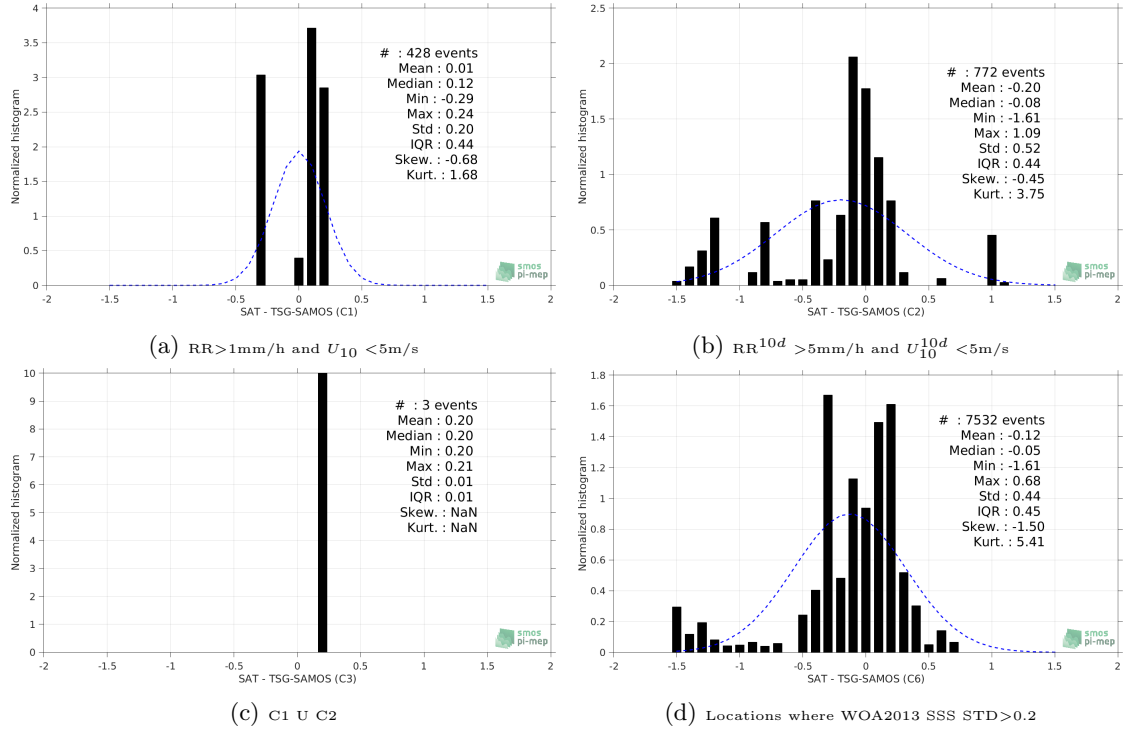 4
3.5
3
2.5
2
1.5
1
0.5
0
Normalized histogram
# : 428 events
Mean : 0.01
Median : 0.12
Min : -0.29
Max : 0.24
Std : 0.20
IQR : 0.44
Skew. : -0.68
Kurt. : 1.68
smos
pi-mep
-2 -1.5 -1 -0.5 0 0.5 1 1.5 2
SAT - TSG-SAMOS (C1)
(a) RR>1mm/h and U10 <5m/s
2.5
2
1.5
1
0.5
0
Normalized histogram
# : 772 events
Mean : -0.20
Median : -0.08
Min : -1.61
Max : 1.09
Std : 0.52
IQR : 0.44
Skew. : -0.45
Kurt. : 3.75
smos
pi-mep
-2 -1.5 -1 -0.5 0 0.5 1 1.5 2
SAT - TSG-SAMOS (C2)
(b) RR^10d >5mm/h and U10^10d <5m/s
10
9
8
7
6
5
4
3
2
1
0
Normalized histogram
# : 3 events
Mean : 0.20
Median : 0.20
Min : 0.20
Max : 0.21
Std : 0.01
IQR : 0.01
Skew. : NaN
Kurt. : NaN
smos
pi-mep
-2 -1.5 -1 -0.5 0 0.5 1 1.5 2
SAT - TSG-SAMOS (C3)
(c) C1 U C2
1.8
1.6
1.4
1.2
1
0.8
0.6
0.4
0.2
0
Normalized histogram
# : 7532 events
Mean : -0.12
Median : -0.05
Min : -1.61
Max : 0.68
Std : 0.44
IQR : 0.45
Skew. : -1.50
Kurt. : 5.41
smos
pi-mep
-2 -1.5 -1 -0.5 0 0.5 1 1.5 2
SAT - TSG-SAMOS (C6)
(d) Locations where WOA2013 SSS STD>0.2